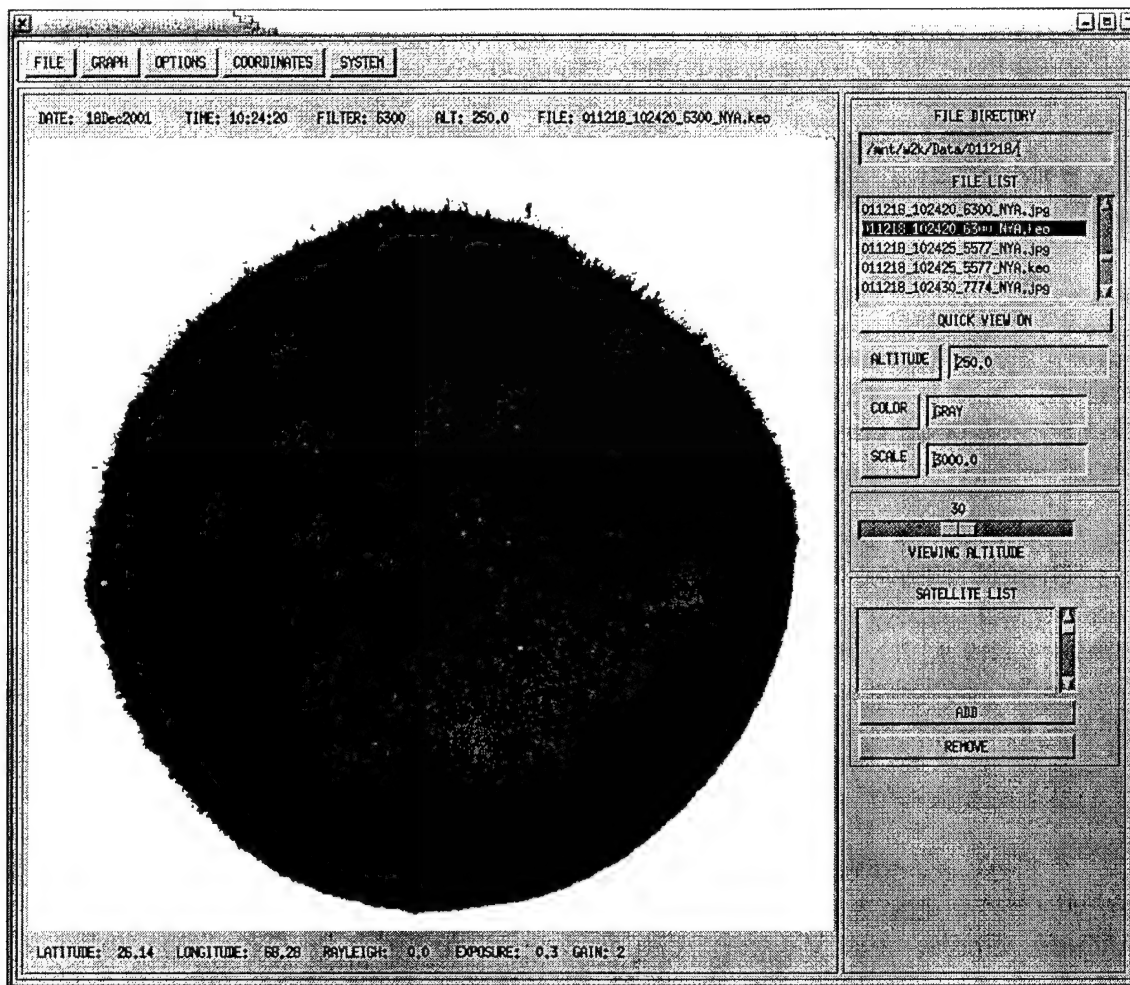 FILE GRAPH OPTIONS COORDINATES SYSTEM
DATE: 18Dec2001 TIME: 10:24:20 FILTER: 6300 ALT: 250.0 FILE: 011218_102420_6300_NYA.keo
FILE DIRECTORY
/mnt/w2k/Data/011218/
FILE LIST
011218_102420_6300_NYA.jpg
011218_102420_6300_NYA.keo
011218_102425_5577_NYA.jpg
011218_102425_5577_NYA.keo
011218_102430_7774_NYA.jpg
QUICK VIEW ON
ALTITUDE 250.0
COLOR GRAY
SCALE 3000.0
30
VIEWING ALTITUDE
SATELLITE LIST
ADD
REMOVE
LATITUDE: 26.14 LONGITUDE: 68.28 RAYLEIGH: 0.0 EXPOSURE: 0.3 GAIN: 2